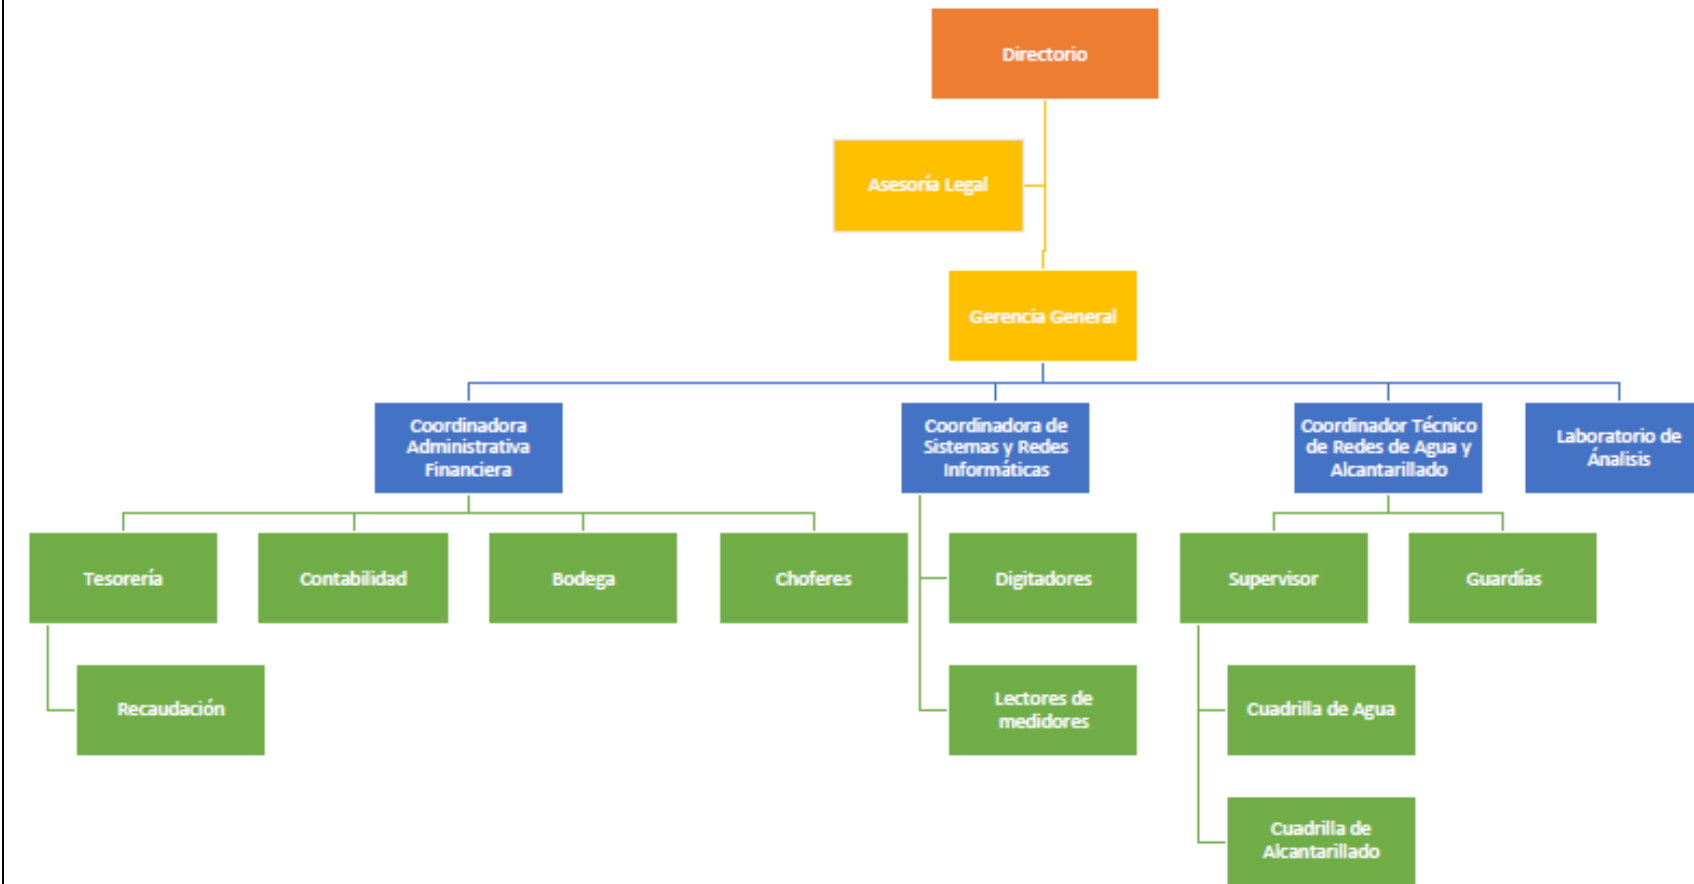 Directorio
Asesoría Legal
Gerencia General
Coordinadora
Administrativa
Financiera
Coordinadora de
Sistemas y Redes
Informáticas
Coordinador Técnico
de Redes de Agua y
Alcantarillado
Laboratorio de
Ánalisis
Tesorería
Contabilidad
Bodega
Choferes
Digitadores
Supervisor
Guardías
Recaudación
Lectores de
medidores
Cuadrilla de Agua
Cuadrilla de
Alcantarillado